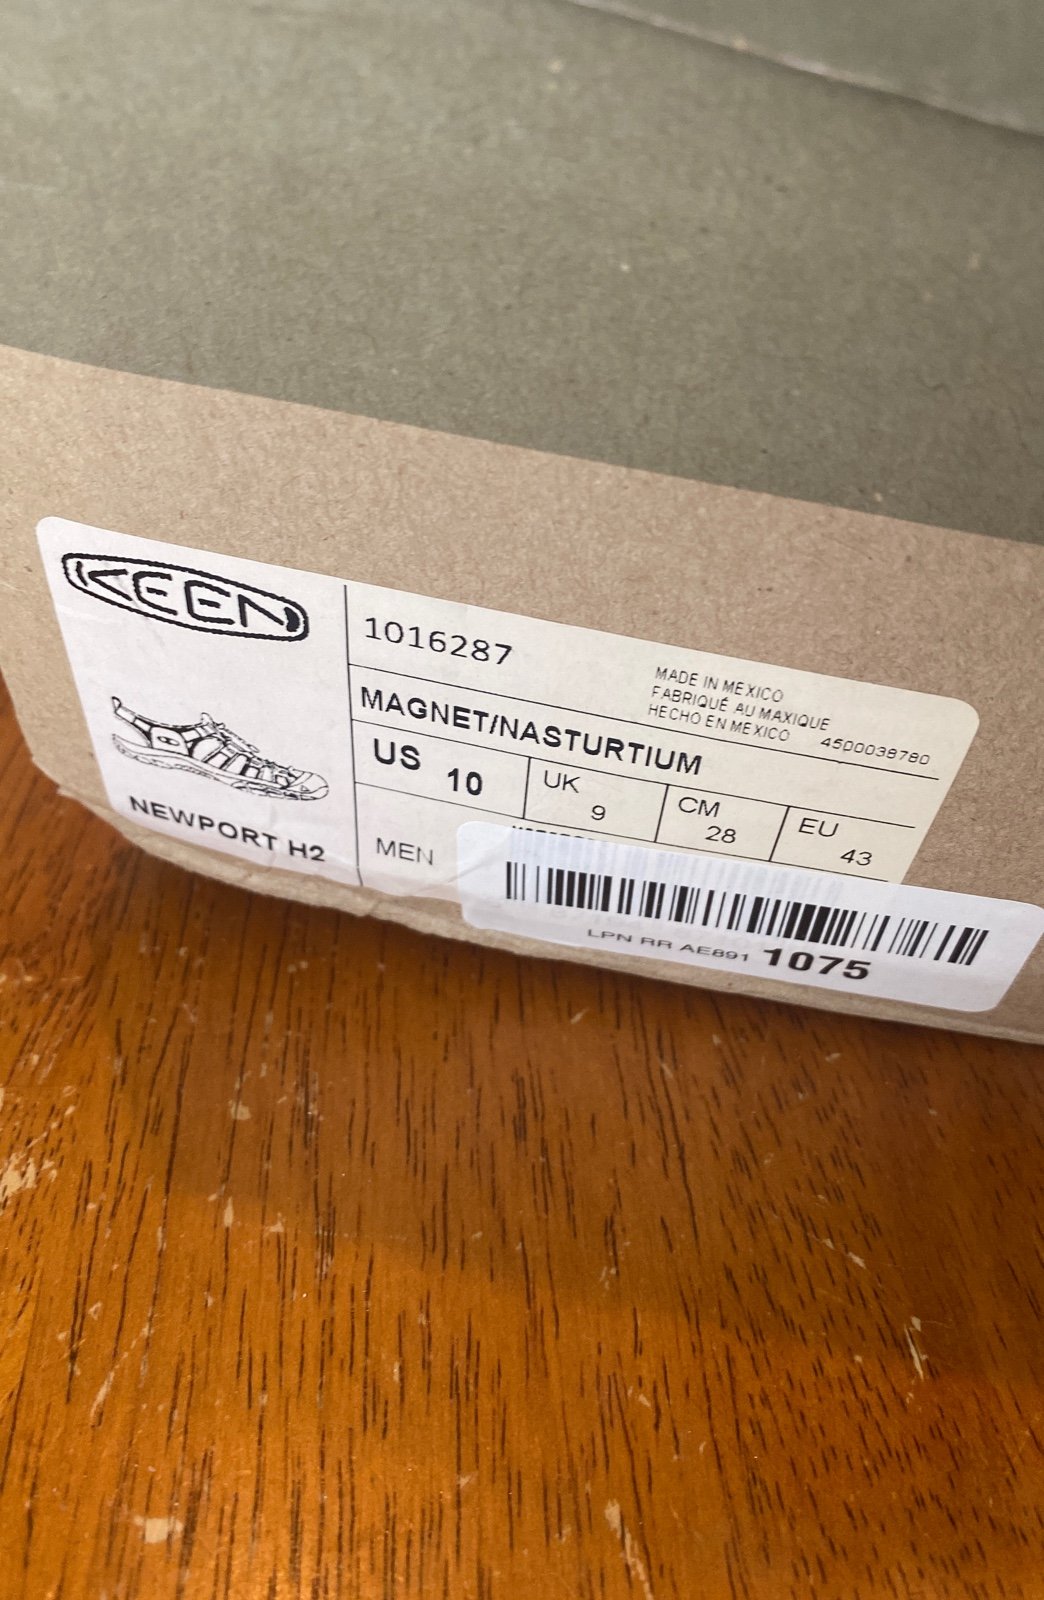 KEEN
NEWPORT H2
1016287
MADE IN MEXICO
FABRIQUÉ AU MAXIQUE
HECHO EN MEXICO
4500038780
MAGNET/NASTURTIUM
US 10
UK 9
CM 28
EU 43
MEN
LPN RR AE891 1075